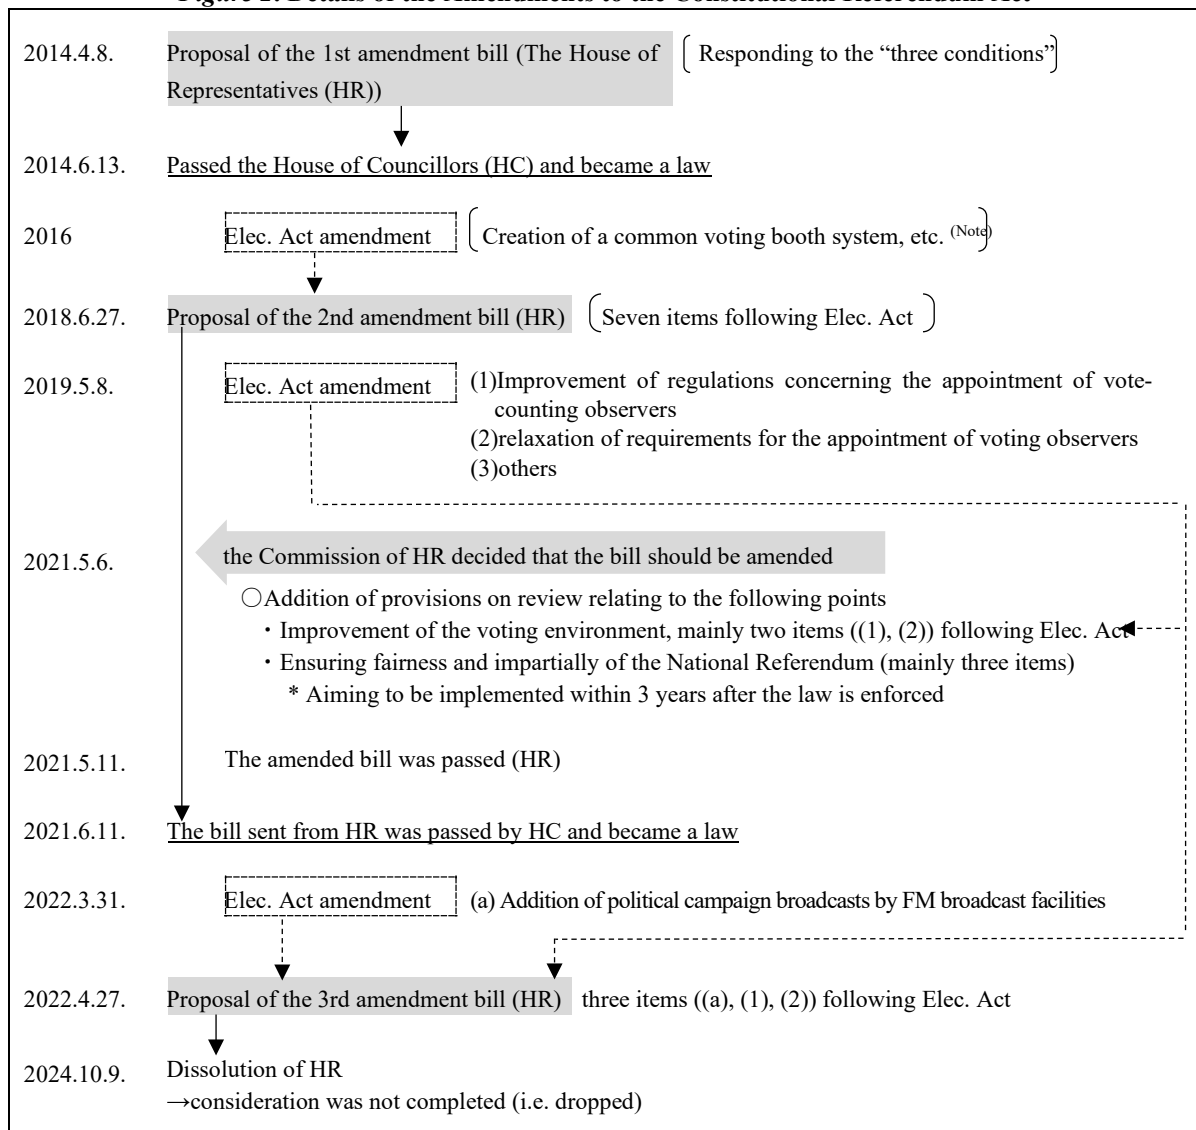 Figure 2. Details of the Amendments to the Constitutional Referendum Act
2014.4.8. Proposal of the 1st amendment bill (The House of Representatives (HR)) Responding to the “three conditions”
2014.6.13. Passed the House of Councillors (HC) and became a law
2016 Elec. Act amendment Creation of a common voting booth system, etc. (Note)
2018.6.27. Proposal of the 2nd amendment bill (HR) Seven items following Elec. Act
2019.5.8. Elec. Act amendment (1)Improvement of regulations concerning the appointment of vote-
counting observers
(2)relaxation of requirements for the appointment of voting observers
(3)others
2021.5.6. the Commission of HR decided that the bill should be amended
〇Addition of provisions on review relating to the following points
・Improvement of the voting environment, mainly two items ((1), (2)) following Elec. Act
・Ensuring fairness and impartially of the National Referendum (mainly three items)
* Aiming to be implemented within 3 years after the law is enforced
2021.5.11. The amended bill was passed (HR)
2021.6.11. The bill sent from HR was passed by HC and became a law
2022.3.31. Elec. Act amendment (a) Addition of political campaign broadcasts by FM broadcast facilities
2022.4.27. Proposal of the 3rd amendment bill (HR) three items ((a), (1), (2)) following Elec. Act
2024.10.9. Dissolution of HR
→consideration was not completed (i.e. dropped)